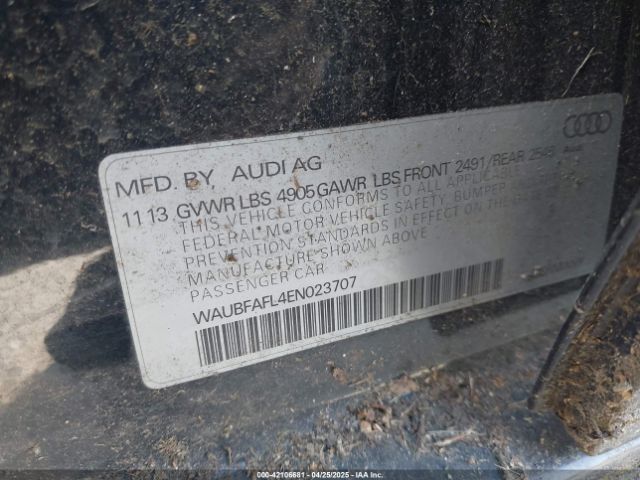 MFD. BY, AUDI AG
11 13 GVWR LBS 4905 GAWR LBS FRONT 2491/REAR
THIS VEHICLE CONFORMS TO ALL APPLICABLE
FEDERAL MOTOR VEHICLE SAFETY, BUMPER
PREVENTION STANDARDS IN EFFECT ON THE
MANUFACTURE SHOWN ABOVE
PASSENGER CAR
WAUBFAFL4EN023707
Audi
000-42106681 - 04/25/2025 - IAA Inc.